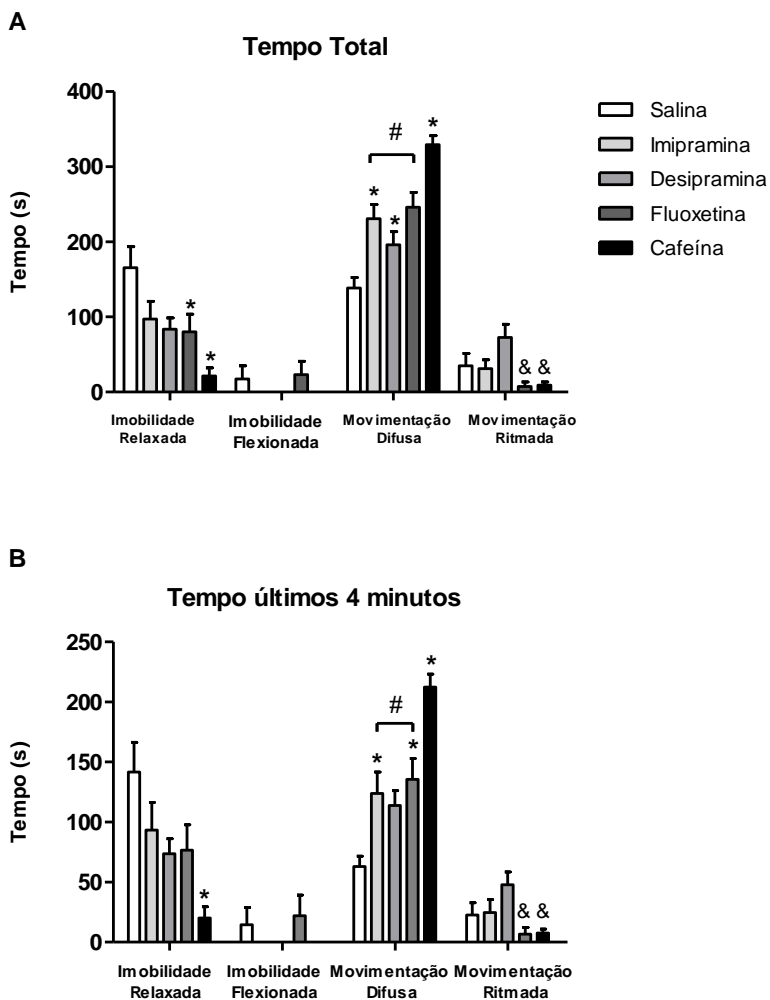 A
Tempo Total
Tempo (s)
400
300
200
100
0
*
*
#
*
*
*
& &
Imobilidade
Relaxada
Imobilidade
Flexionada
Movimentação
Difusa
Movimentação
Ritmada
Salina
Imipramina
Desipramina
Fluoxetina
Cafeína
B
Tempo últimos 4 minutos
Tempo (s)
250
200
150
100
50
0
*
#
*
*
*
& &
Imobilidade
Relaxada
Imobilidade
Flexionada
Movimentação
Difusa
Movimentação
Ritmada